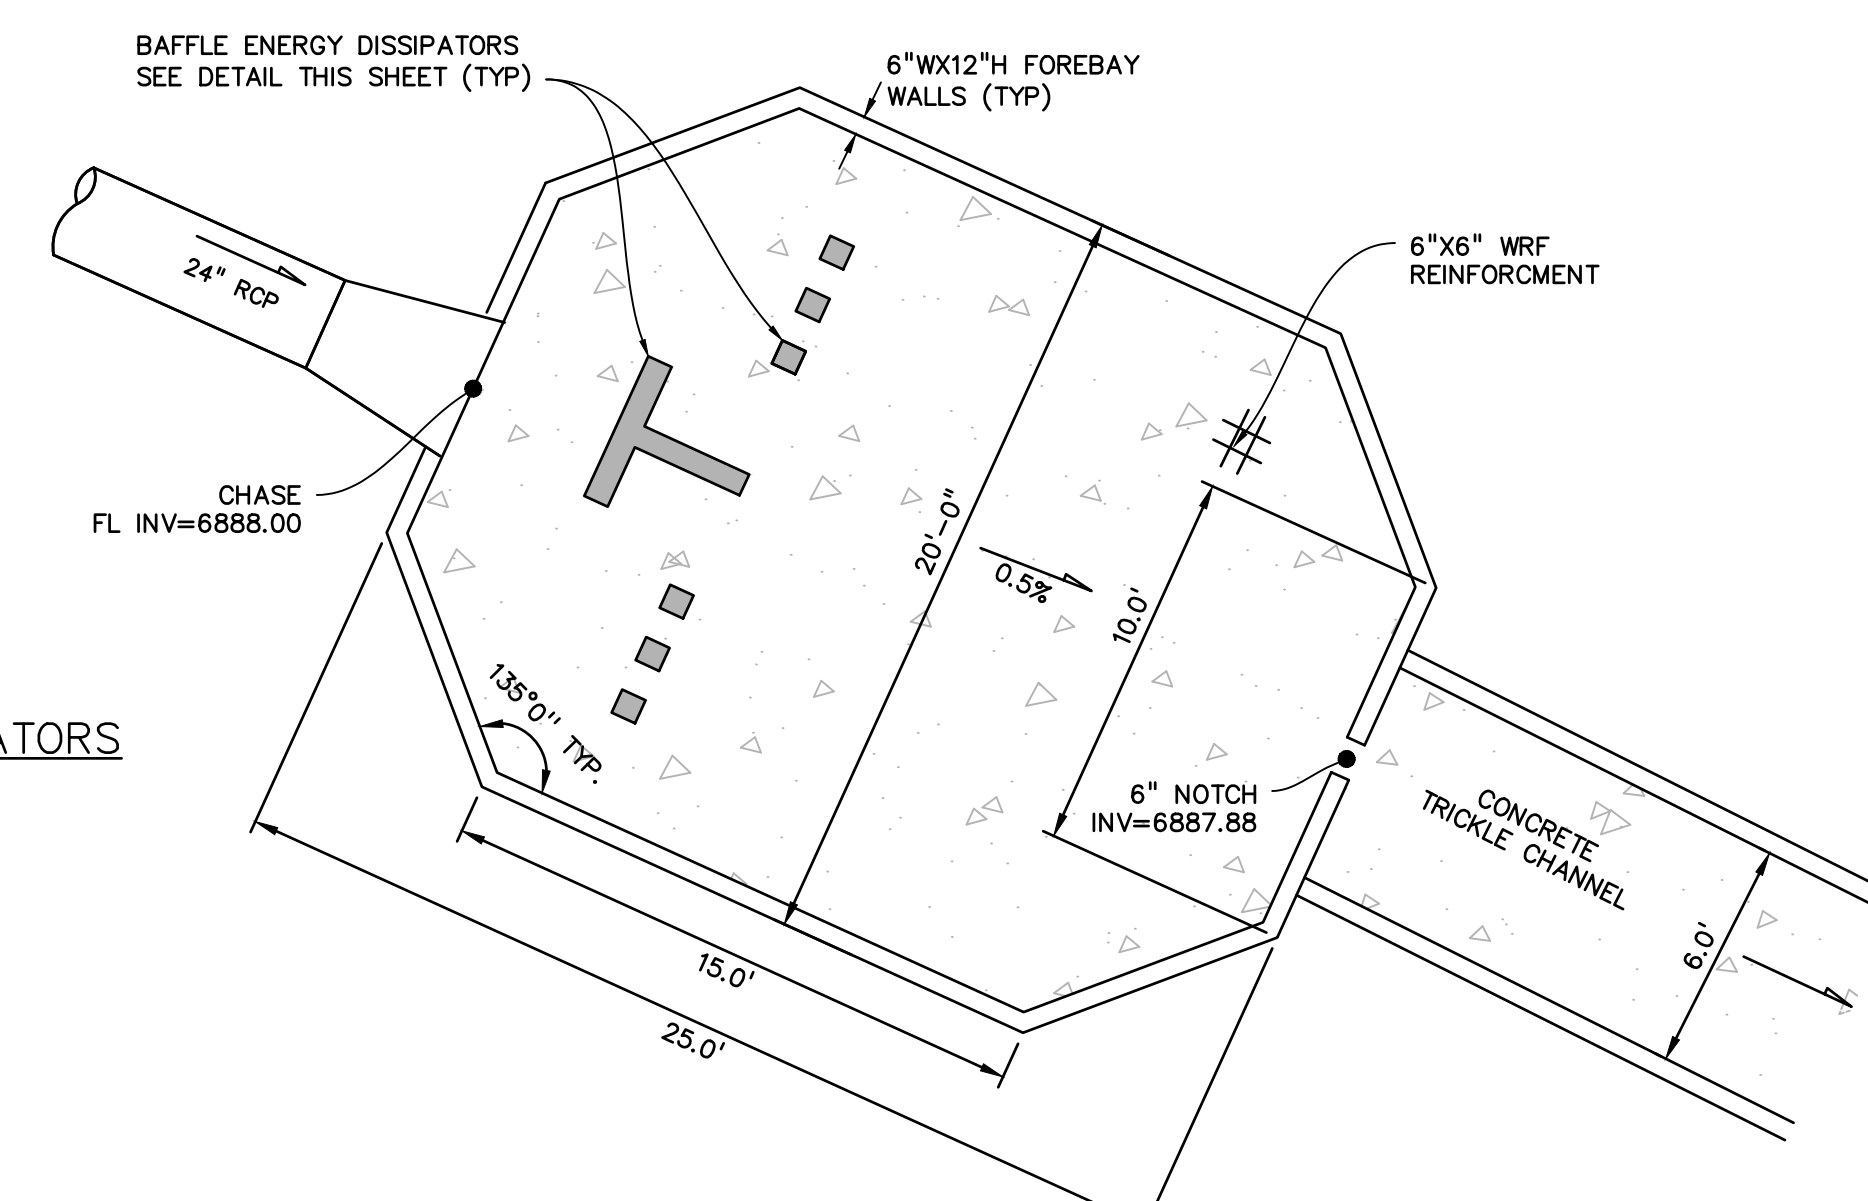 BAFFLE ENERGY DISSIPATORS
SEE DETAIL THIS SHEET (TYP)
6"WX12"H FOREBAY
WALLS (TYP)
6"X6" WRF
REINFORCMENT
24" RCP
CHASE
FL INV=6888.00
20'-0"
0.5%
10.0'
135°0'' TYP.
ATORS
6" NOTCH
INV=6887.88
CONCRETE
TRICKLE CHANNEL
6.0'
15.0'
25.0'